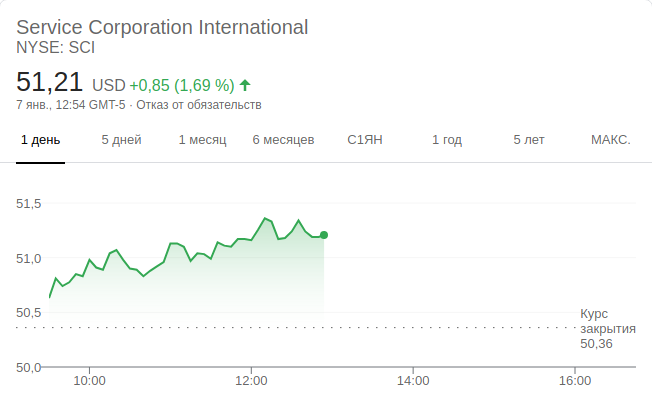 Service Corporation International
NYSE: SCI
51,21 USD +0,85 (1,69 %)
7 янв., 12:54 GMT-5 · Отказ от обязательств
1 день 5 дней 1 месяц 6 месяцев С1ЯН 1 год 5 лет МАКС.
51,5
51,0
50,5
Курс
закрытия
50,36
50,0
10:00 12:00 14:00 16:00